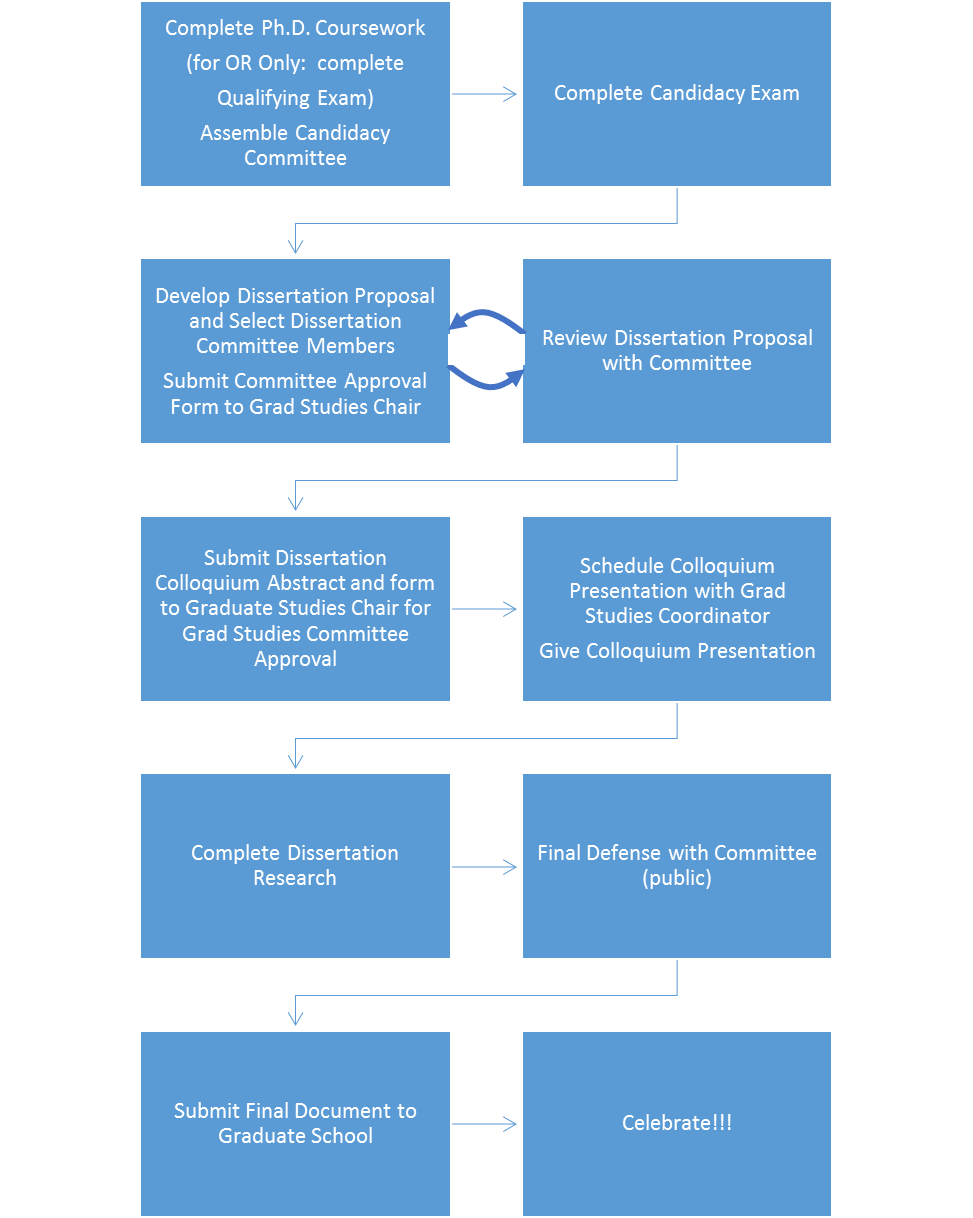 Complete Ph.D. Coursework
(for OR Only:  complete
Qualifying Exam)
Assemble Candidacy
Committee
Complete Candidacy Exam
Develop Dissertation Proposal
and Select Dissertation
Committee Members
Submit Committee Approval
Form to Grad Studies Chair
Review Dissertation Proposal
with Committee
Submit Dissertation
Colloquium Abstract and form
to Graduate Studies Chair for
Grad Studies Committee
Approval
Schedule Colloquium
Presentation with Grad
Studies Coordinator
Give Colloquium Presentation
Complete Dissertation
Research
Final Defense with Committee
(public)
Submit Final Document to
Graduate School
Celebrate!!!